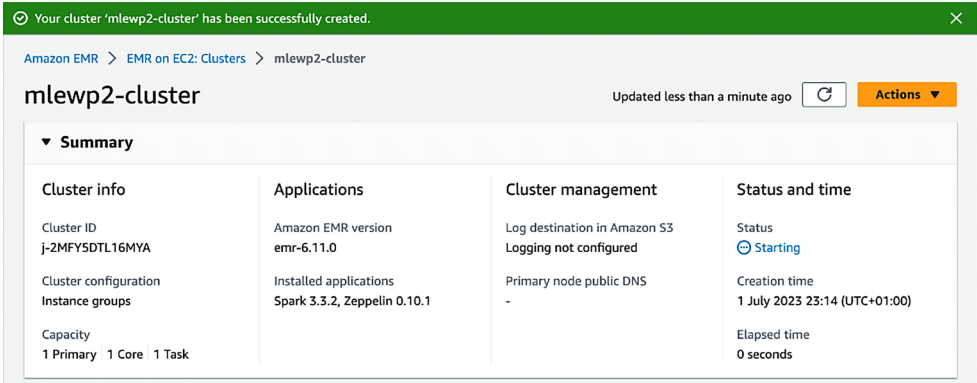 Your cluster ‘mlewp2-cluster’ has been successfully created.
Amazon EMR > EMR on EC2: Clusters > mlewp2-cluster
mlewp2-cluster
Updated less than a minute ago
Actions
Summary
Cluster info
Cluster ID
j-2MFY5DTL16MYA
Cluster configuration
Instance groups
Capacity
1 Primary 1 Core 1 Task
Applications
Amazon EMR version
emr-6.11.0
Installed applications
Spark 3.3.2, Zeppelin 0.10.1
Cluster management
Log destination in Amazon S3
Logging not configured
Primary node public DNS
-
Status and time
Status
Starting
Creation time
1 July 2023 23:14 (UTC+01:00)
Elapsed time
0 seconds